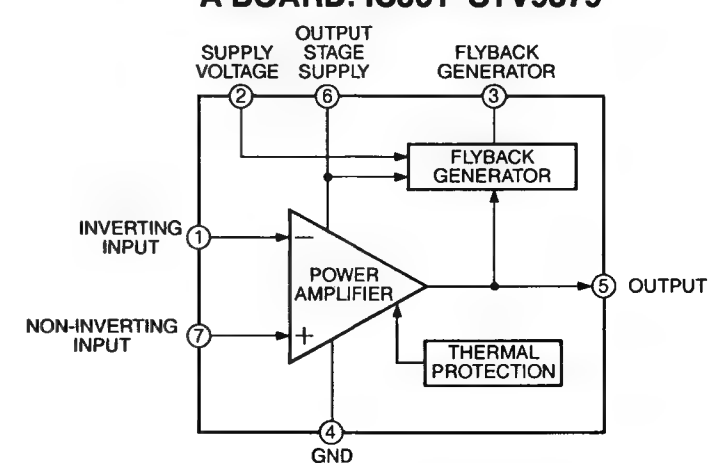 A BOARD: IC501 STV9379
SUPPLY
VOLTAGE
OUTPUT
STAGE
SUPPLY
FLYBACK
GENERATOR
2
6
3
FLYBACK
GENERATOR
INVERTING
INPUT
1
−
POWER
AMPLIFIER
5
OUTPUT
NON-INVERTING
INPUT
7
+
THERMAL
PROTECTION
4
GND